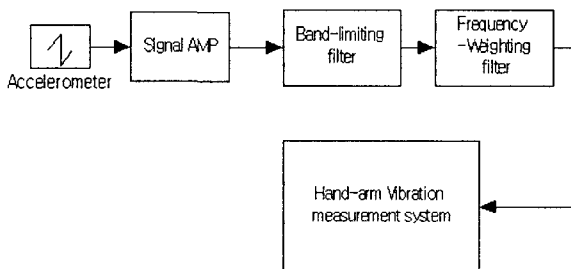 Accelerometer
Signal AMP
Band-limiting
filter
Frequency
-Weighting
filter
Hand-arm Vibration
measurement system